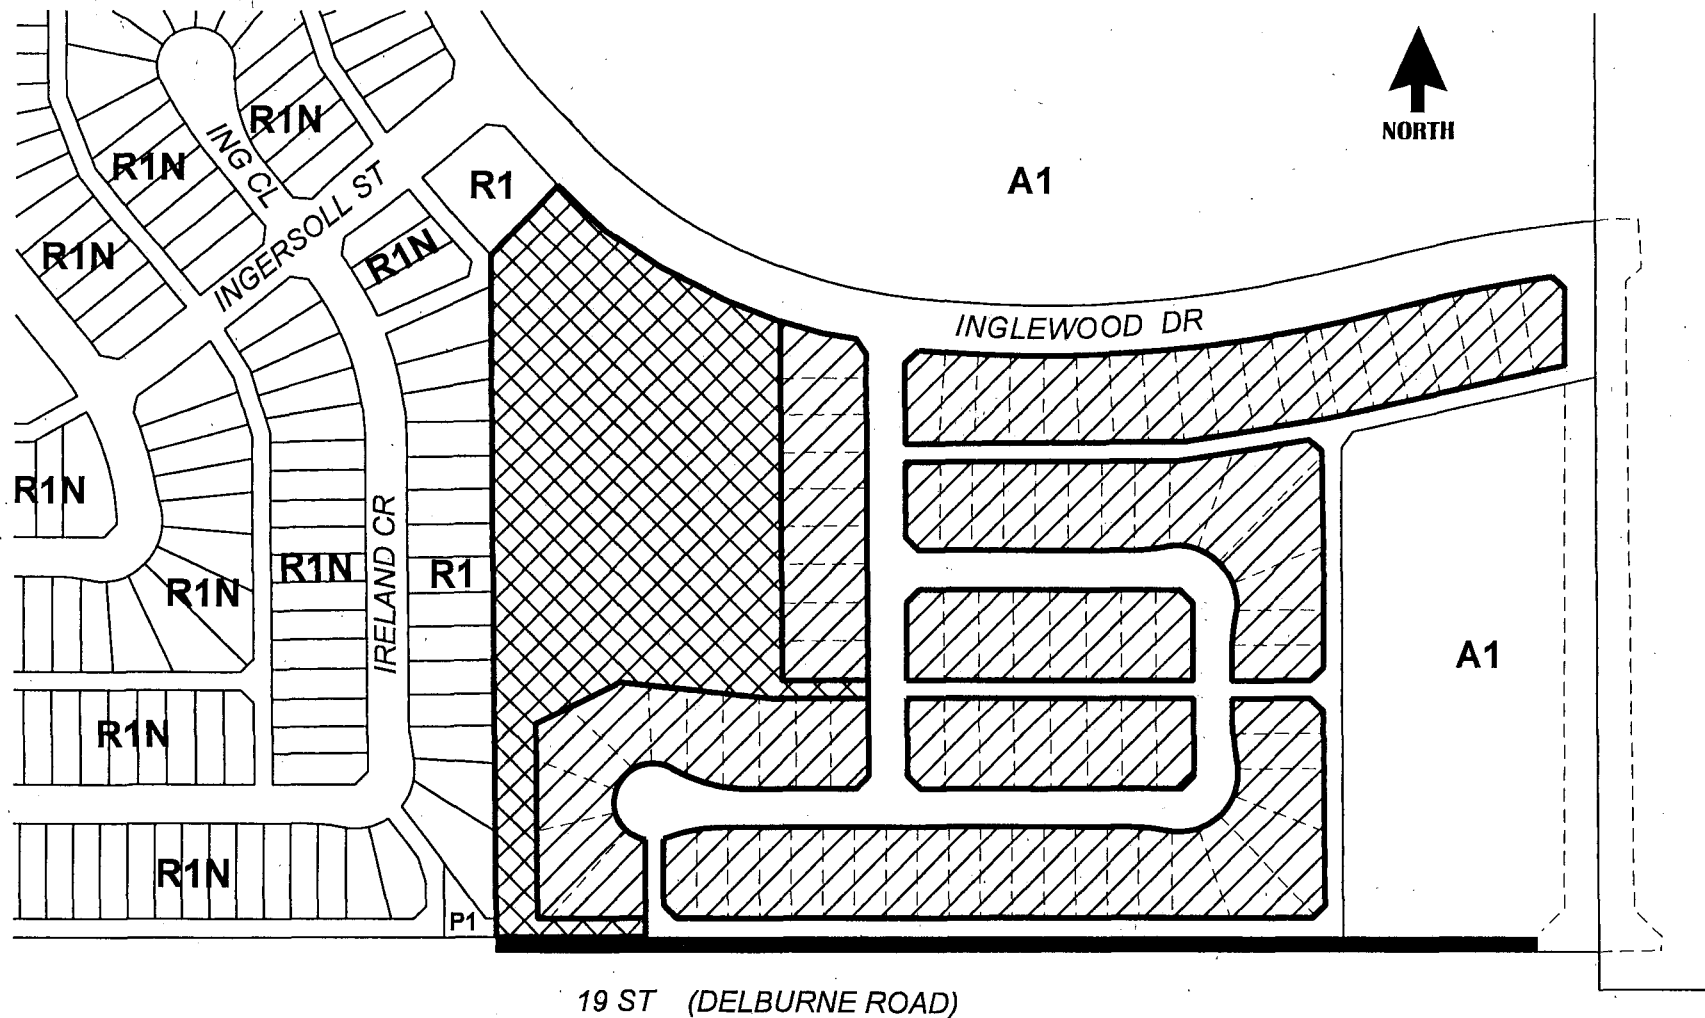 NORTH
R1N
ING CL
R1N
INGERSOLL ST
R1
A1
R1N
R1N
INGLEWOOD DR
R1N
IRELAND CR
R1N
R1
R1N
A1
R1N
R1N
P1
19 ST (DELBURNE ROAD)